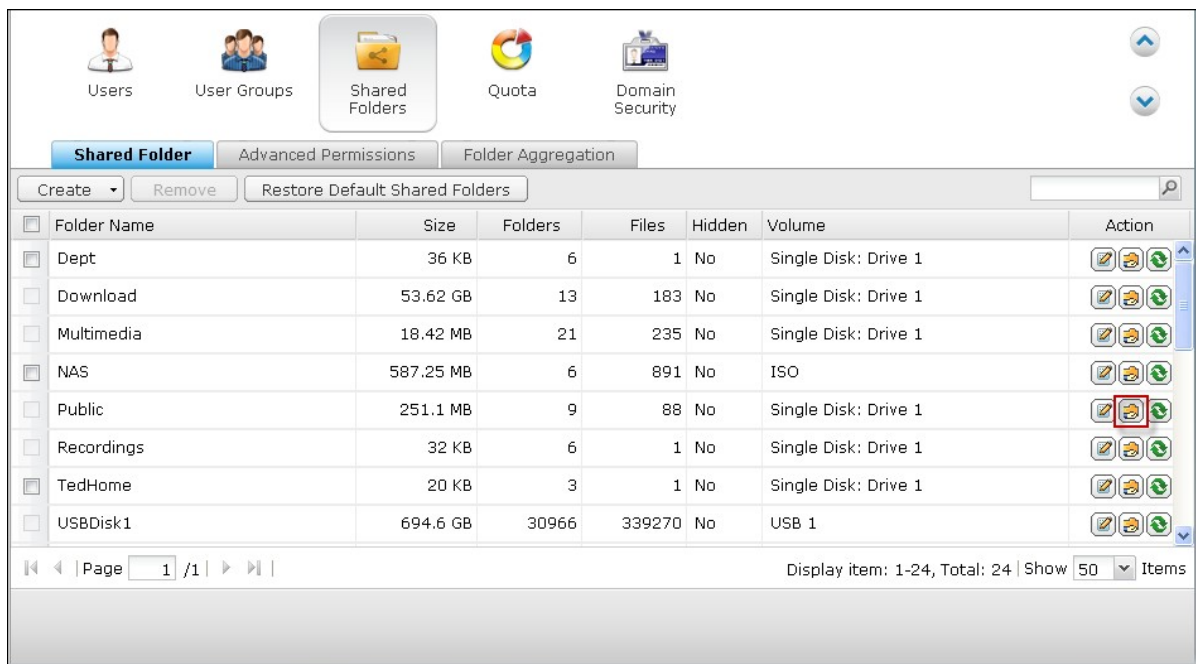 Users User Groups Shared Folders Quota Domain Security
Shared Folder Advanced Permissions Folder Aggregation
Create Remove Restore Default Shared Folders
Folder Name Size Folders Files Hidden Volume Action
Dept 36 KB 6 1 No Single Disk: Drive 1
Download 53.62 GB 13 183 No Single Disk: Drive 1
Multimedia 18.42 MB 21 235 No Single Disk: Drive 1
NAS 587.25 MB 6 891 No ISO
Public 251.1 MB 9 88 No Single Disk: Drive 1
Recordings 32 KB 6 1 No Single Disk: Drive 1
TedHome 20 KB 3 1 No Single Disk: Drive 1
USBDisk1 694.6 GB 30966 339270 No USB 1
Page 1 /1 Display item: 1-24, Total: 24 Show 50 Items